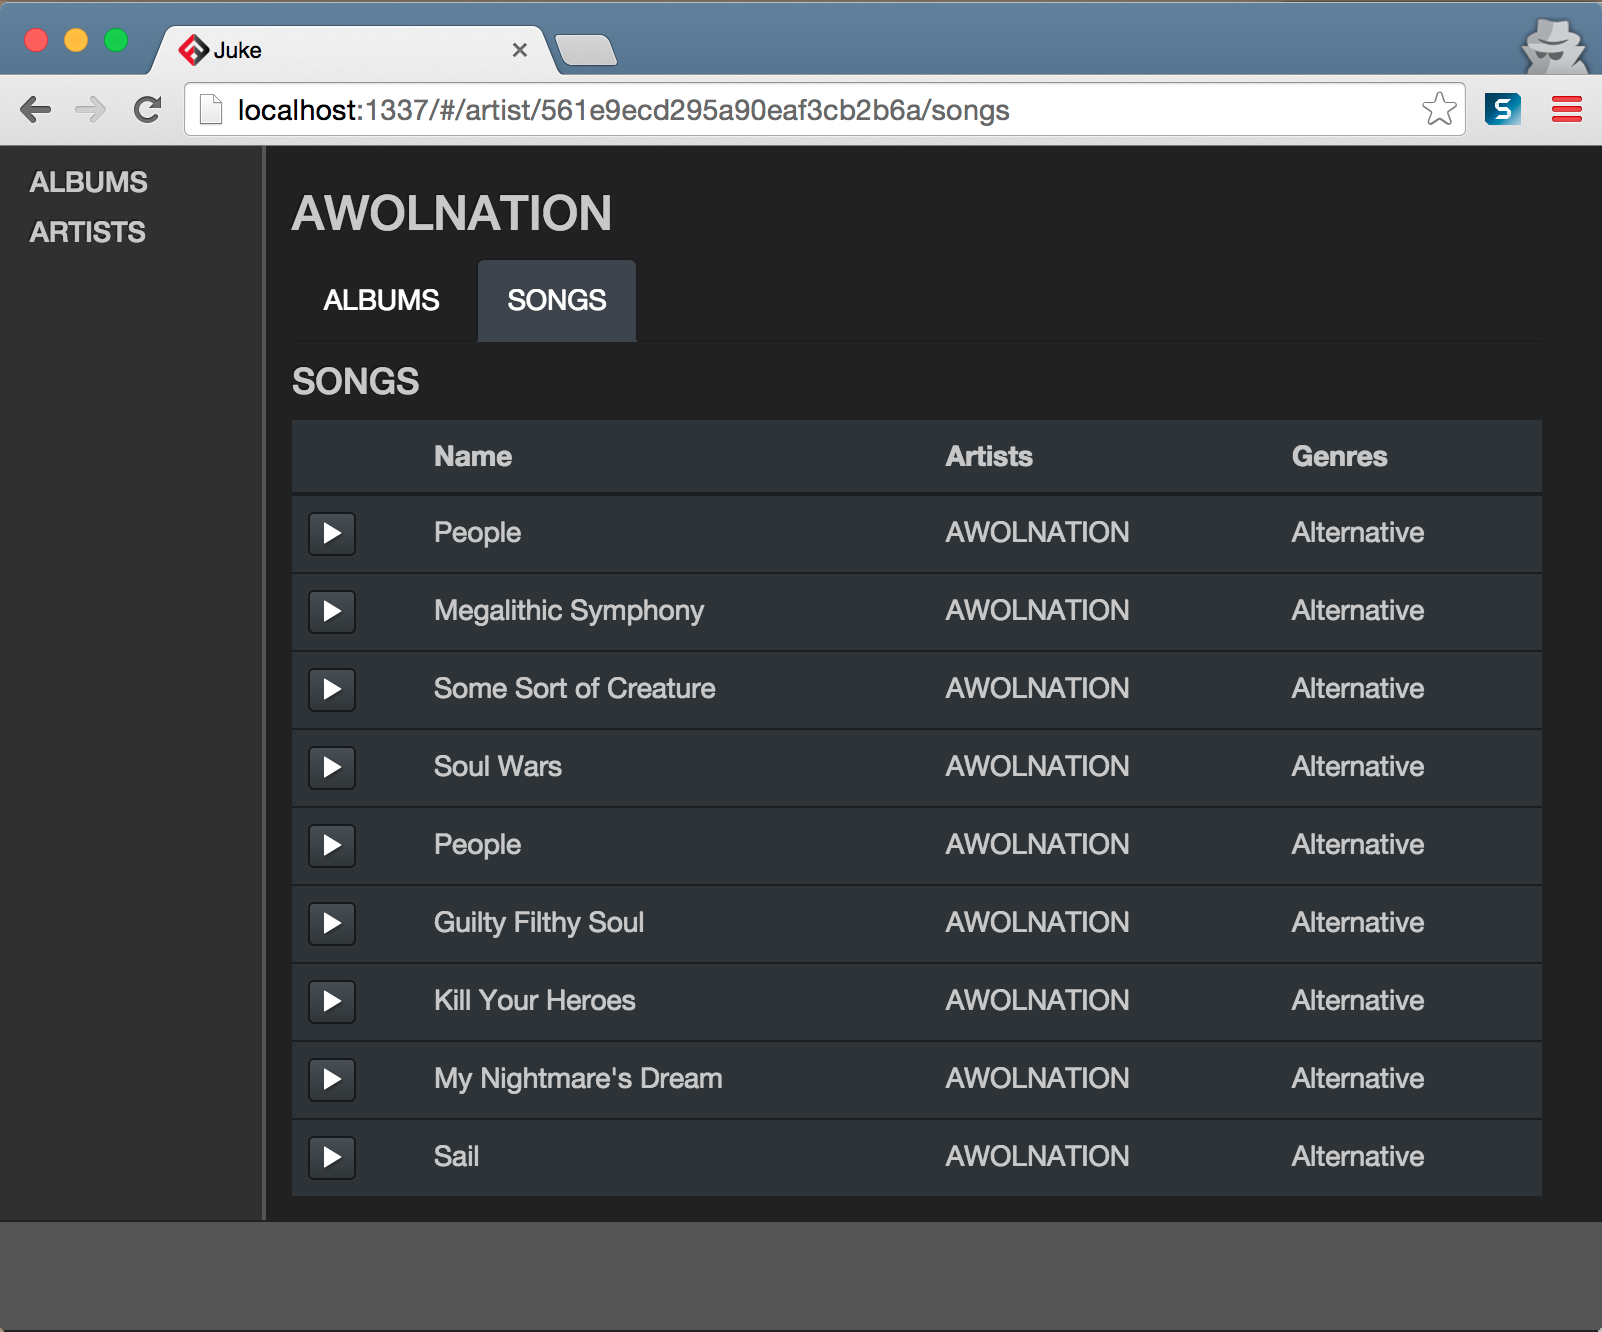 Juke
localhost:1337/#/artist/561e9ecd295a90eaf3cb2b6a/songs
S
ALBUMS
ARTISTS
AWOLNATION
ALBUMS SONGS
SONGS
Name Artists Genres
People AWOLNATION Alternative
Megalithic Symphony AWOLNATION Alternative
Some Sort of Creature AWOLNATION Alternative
Soul Wars AWOLNATION Alternative
People AWOLNATION Alternative
Guilty Filthy Soul AWOLNATION Alternative
Kill Your Heroes AWOLNATION Alternative
My Nightmare's Dream AWOLNATION Alternative
Sail AWOLNATION Alternative